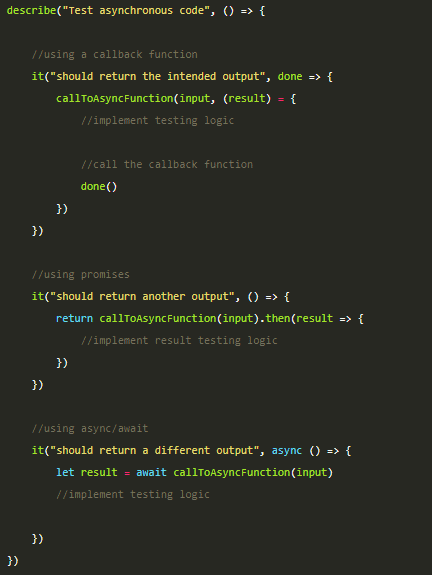 describe("Test asynchronous code", () => {
//using a callback function
it("should return the intended output", done => {
callToAsyncFunction(input, (result) = {
//implement testing logic
//call the callback function
done()
})
})
//using promises
it("should return another output", () => {
return callToAsyncFunction(input).then(result => {
//implement result testing logic
})
})
//using async/await
it("should return a different output", async () => {
let result = await callToAsyncFunction(input)
//implement testing logic
})
})